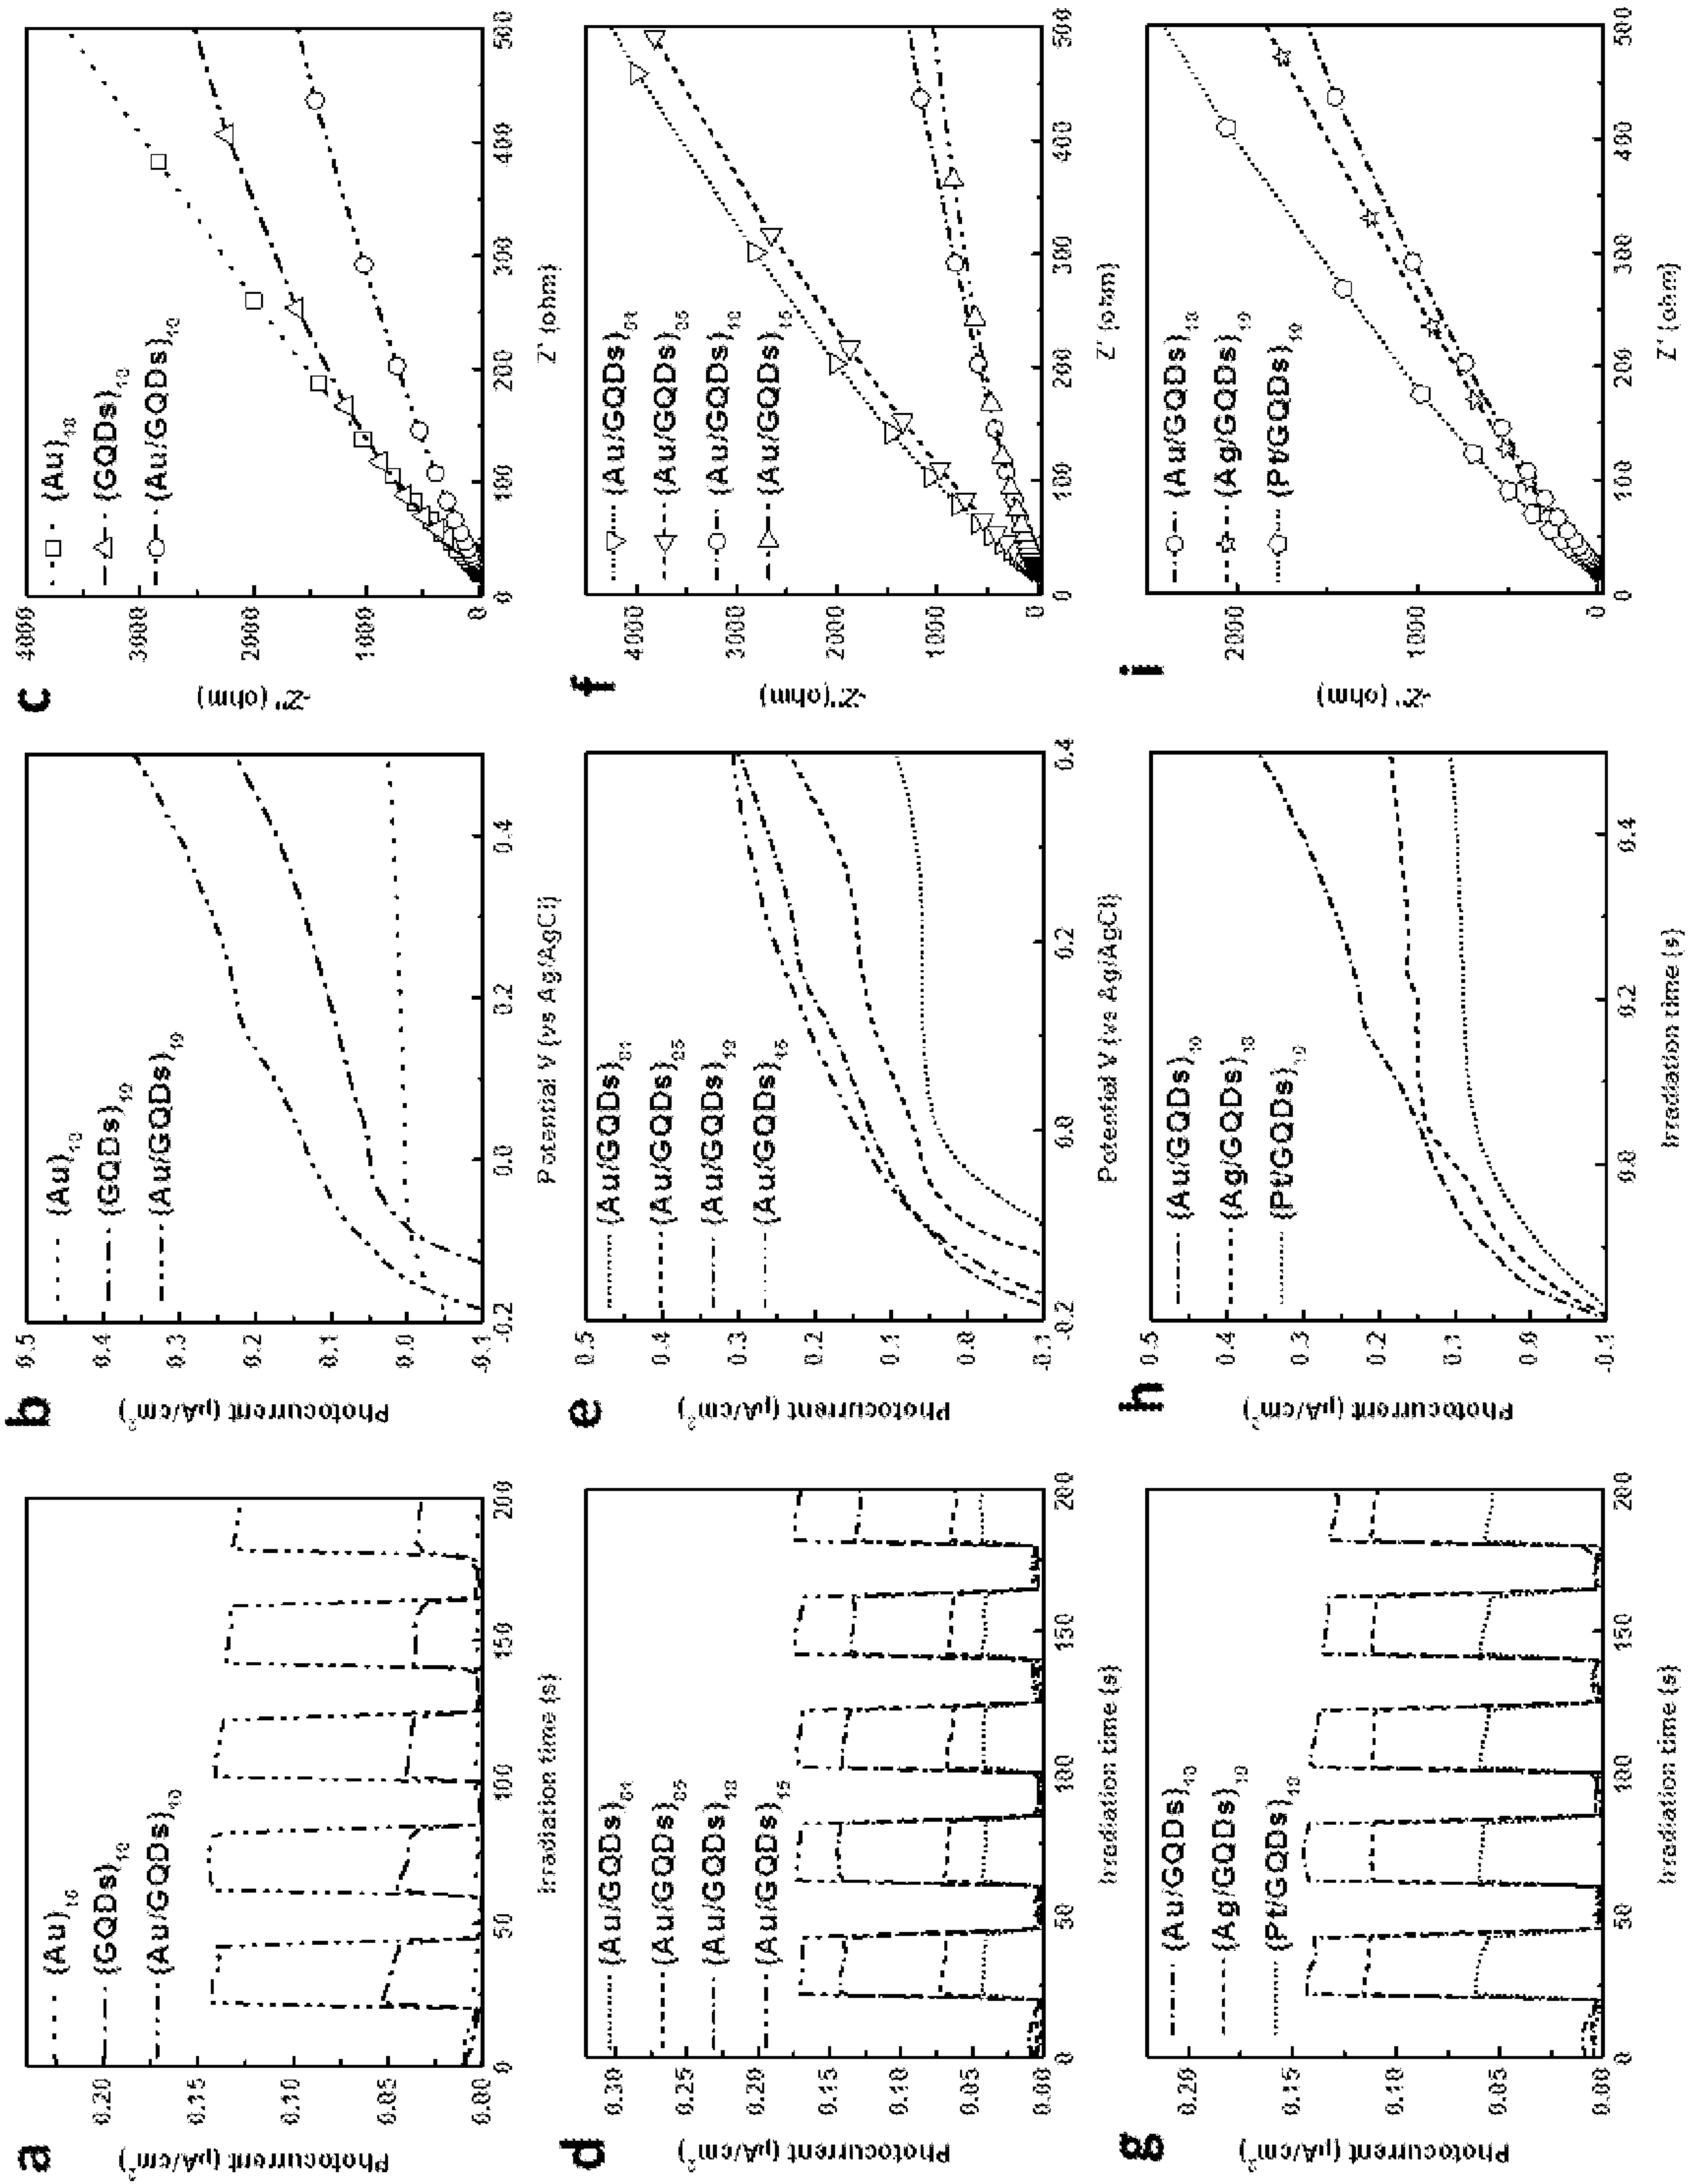 a
Photocurrent (μA/cm²)
0.20
0.15
0.10
0.05
0.00
{Au}₁₀
{GQDs}₁₀
{Au/GQDs}₁₀
0 50 100 150 200
Irradiation time (s)
b
Photocurrent (μA/cm²)
0.5
0.4
0.3
0.2
0.1
0.0
-0.1
{Au}₁₀
{GQDs}₁₀
{Au/GQDs}₁₀
-0.2 0.0 0.2 0.4
Potential V (vs Ag/AgCl)
c
-Z'' (ohm)
4000
3000
2000
1000
0
{Au}₁₀
{GQDs}₁₀
{Au/GQDs}₁₀
0 100 200 300 400 500
Z' (ohm)
d
Photocurrent (μA/cm²)
0.30
0.25
0.20
0.15
0.10
0.05
0.00
{Au/GQDs}₀₁
{Au/GQDs}₀₅
{Au/GQDs}₁₀
{Au/GQDs}₁₅
0 50 100 150 200
Irradiation time (s)
e
Photocurrent (μA/cm²)
0.5
0.4
0.3
0.2
0.1
0.0
-0.1
{Au/GQDs}₀₁
{Au/GQDs}₀₅
{Au/GQDs}₁₀
{Au/GQDs}₁₅
-0.2 0.0 0.2 0.4
Potential V (vs Ag/AgCl)
f
-Z'' (ohm)
4000
3000
2000
1000
0
{Au/GQDs}₀₁
{Au/GQDs}₀₅
{Au/GQDs}₁₀
{Au/GQDs}₁₅
0 100 200 300 400 500
Z' (ohm)
g
Photocurrent (μA/cm²)
0.20
0.15
0.10
0.05
0.00
{Au/GQDs}₁₀
{Ag/GQDs}₁₀
{Pt/GQDs}₁₀
0 50 100 150 200
Irradiation time (s)
h
Photocurrent (μA/cm²)
0.5
0.4
0.3
0.2
0.1
0.0
-0.1
{Au/GQDs}₁₀
{Ag/GQDs}₁₀
{Pt/GQDs}₁₀
0.0 0.2 0.4
Irradiation time (s)
i
-Z'' (ohm)
2000
1000
0
{Au/GQDs}₁₀
{Ag/GQDs}₁₀
{Pt/GQDs}₁₀
0 100 200 300 400 500
Z' (ohm)